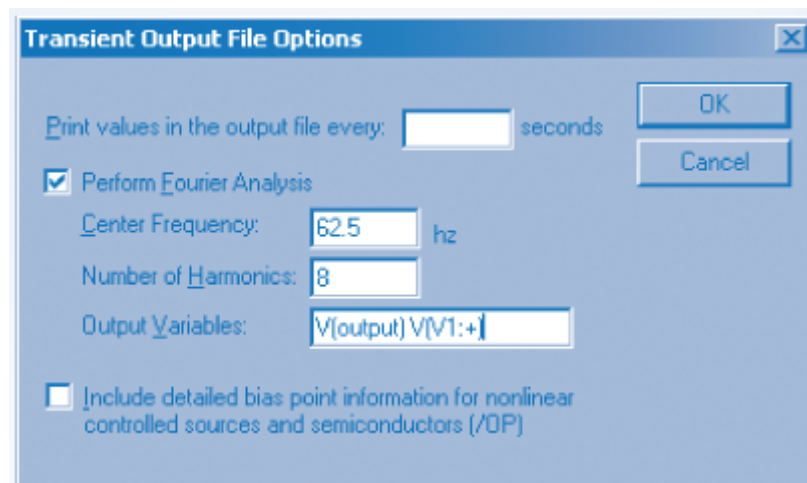 Transient Output File Options
OK
Print values in the output file every: seconds
Cancel
Perform Fourier Analysis
Center Frequency: 62.5 hz
Number of Harmonics: 8
Output Variables: V(output) V(V1:+)
Include detailed bias point information for nonlinear
controlled sources and semiconductors (/OP)